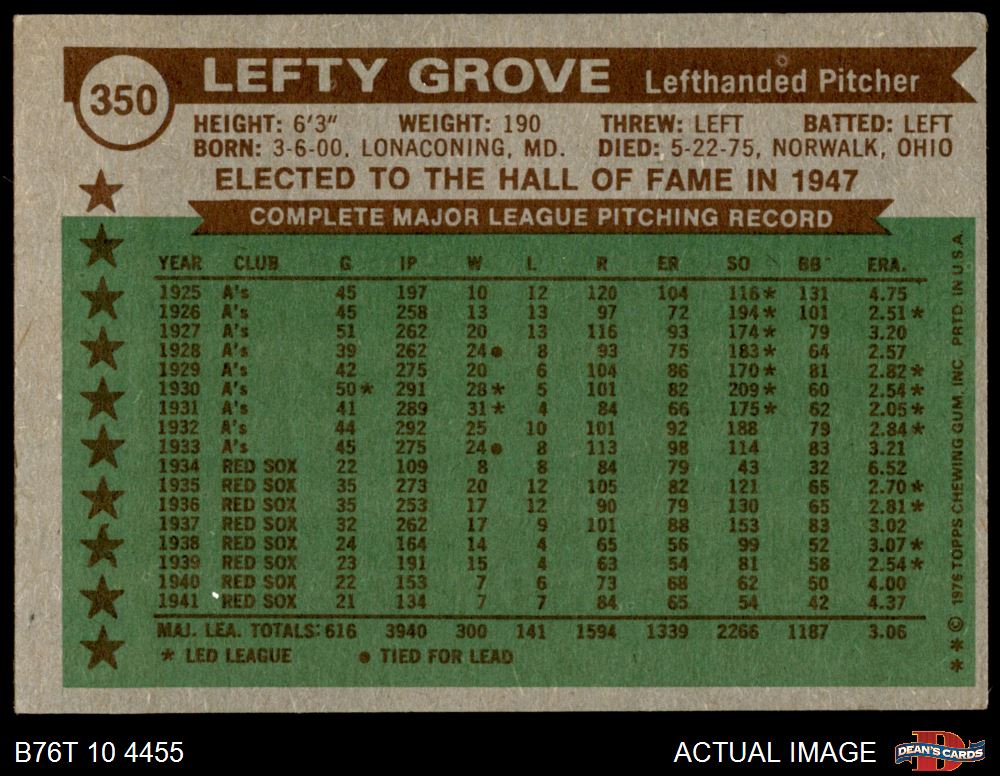 350
LEFTY GROVE Lefthanded Pitcher
HEIGHT: 6'3" WEIGHT: 190 THREW: LEFT BATTED: LEFT
BORN: 3-6-00, LONACONING, MD. DIED: 5-22-75, NORWALK, OHIO
ELECTED TO THE HALL OF FAME IN 1947
COMPLETE MAJOR LEAGUE PITCHING RECORD
YEAR CLUB G IP W L R ER SO BB ERA.
1925 A's 45 197 10 12 120 104 116* 131 4.75
1926 A's 45 258 13 13 97 72 194* 101 2.51*
1927 A's 51 262 20 13 116 93 174* 79 3.20
1928 A's 39 262 24● 8 93 75 183* 64 2.57
1929 A's 42 275 20 6 104 86 170* 81 2.82*
1930 A's 50* 291 28* 5 101 82 209* 60 2.54*
1931 A's 41 289 31* 4 84 66 175* 62 2.05*
1932 A's 44 292 25 10 101 92 188 79 2.84*
1933 A's 45 275 24● 8 113 98 114 83 3.21
1934 RED SOX 22 109 8 8 84 79 43 32 6.52
1935 RED SOX 35 273 20 12 105 82 121 65 2.70*
1936 RED SOX 35 253 17 12 90 79 130 65 2.81*
1937 RED SOX 32 262 17 9 101 88 153 83 3.02
1938 RED SOX 24 164 14 4 65 56 99 52 3.07*
1939 RED SOX 23 191 15 4 63 54 81 58 2.54*
1940 RED SOX 22 153 7 6 73 68 62 50 4.00
1941 RED SOX 21 134 7 7 84 65 54 42 4.37
MAJ. LEA. TOTALS: 616 3940 300 141 1594 1339 2266 1187 3.06
* LED LEAGUE ● TIED FOR LEAD
* * © 1976 TOPPS CHEWING GUM, INC PRTD IN U.S.A.
B76T 10 4455
ACTUAL IMAGE
D
DEAN'S CARDS